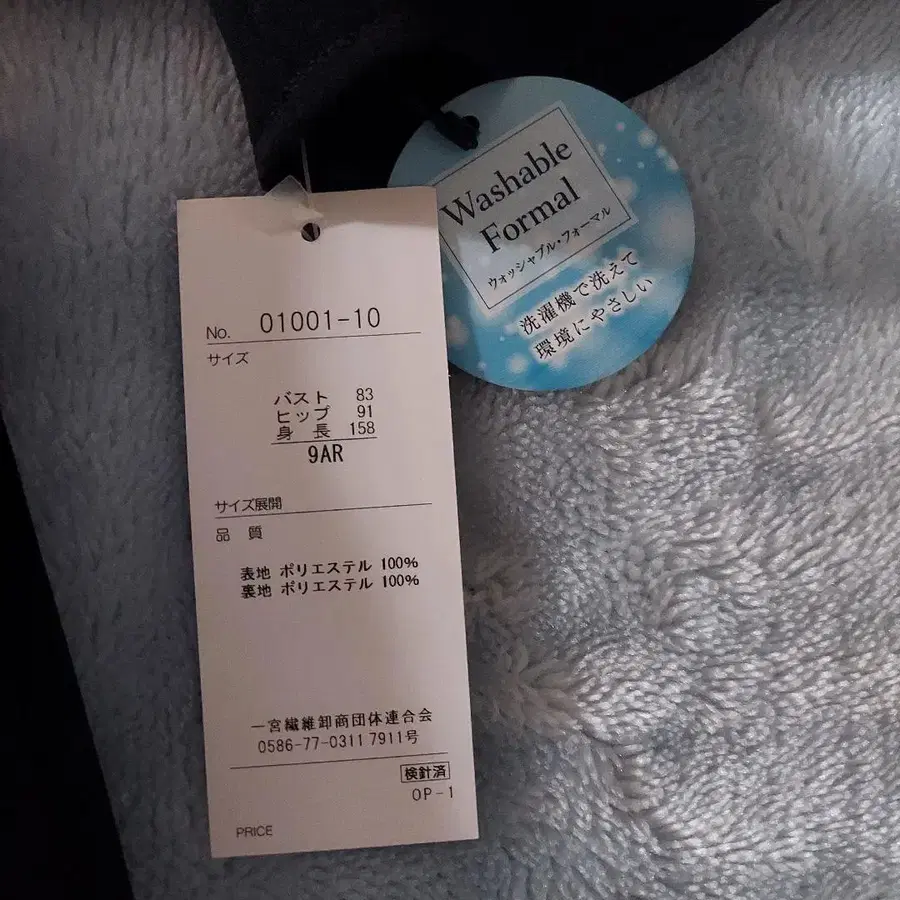 Washable
Formal
ウォッシャブル・フォーマル
洗濯機で洗えて
環境にやさしい
No. 01001-10
サイズ
バスト 83
ヒップ 91
身長 158
9AR
サイズ展開
品質
表地 ポリエステル 100%
裏地 ポリエステル 100%
一宮繊維卸商団体連合会
0586-77-0311 7911号
検針済
OP-1
PRICE